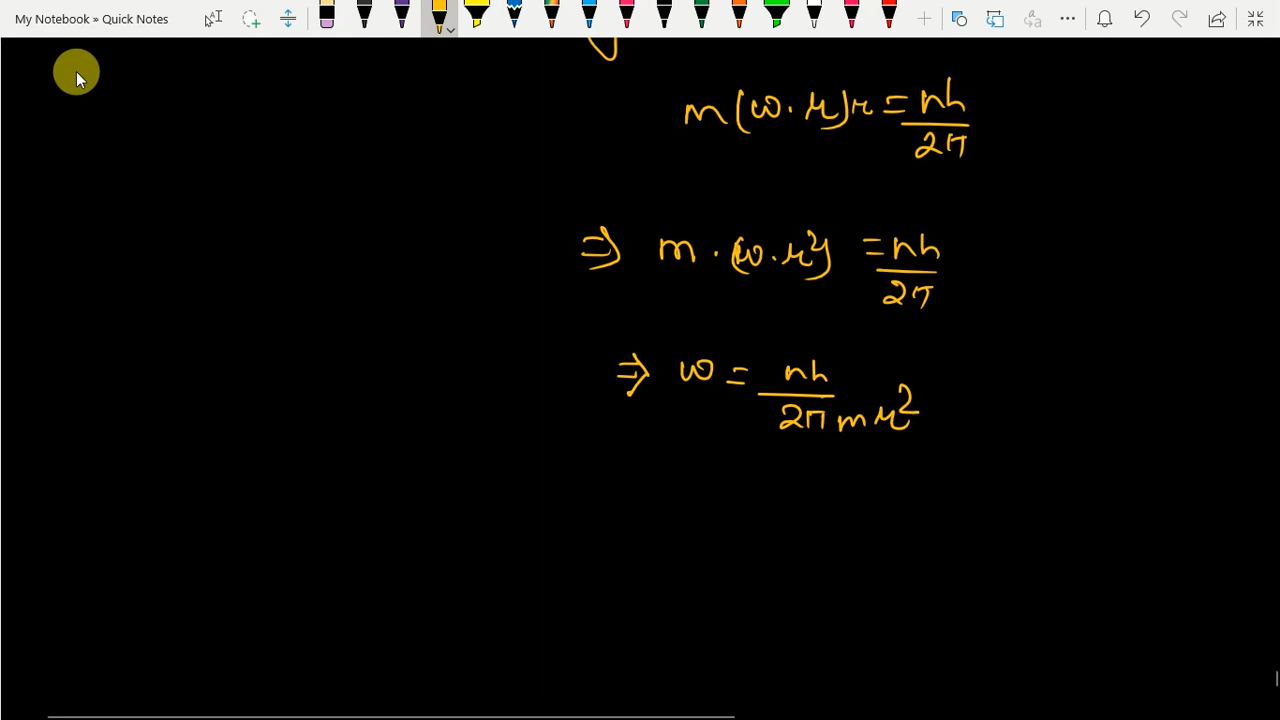 My Notebook » Quick Notes
m(ω·r)r = nh/2π
⇒ m·(ω·r²) = nh/2π
⇒ ω = nh/2πmr²